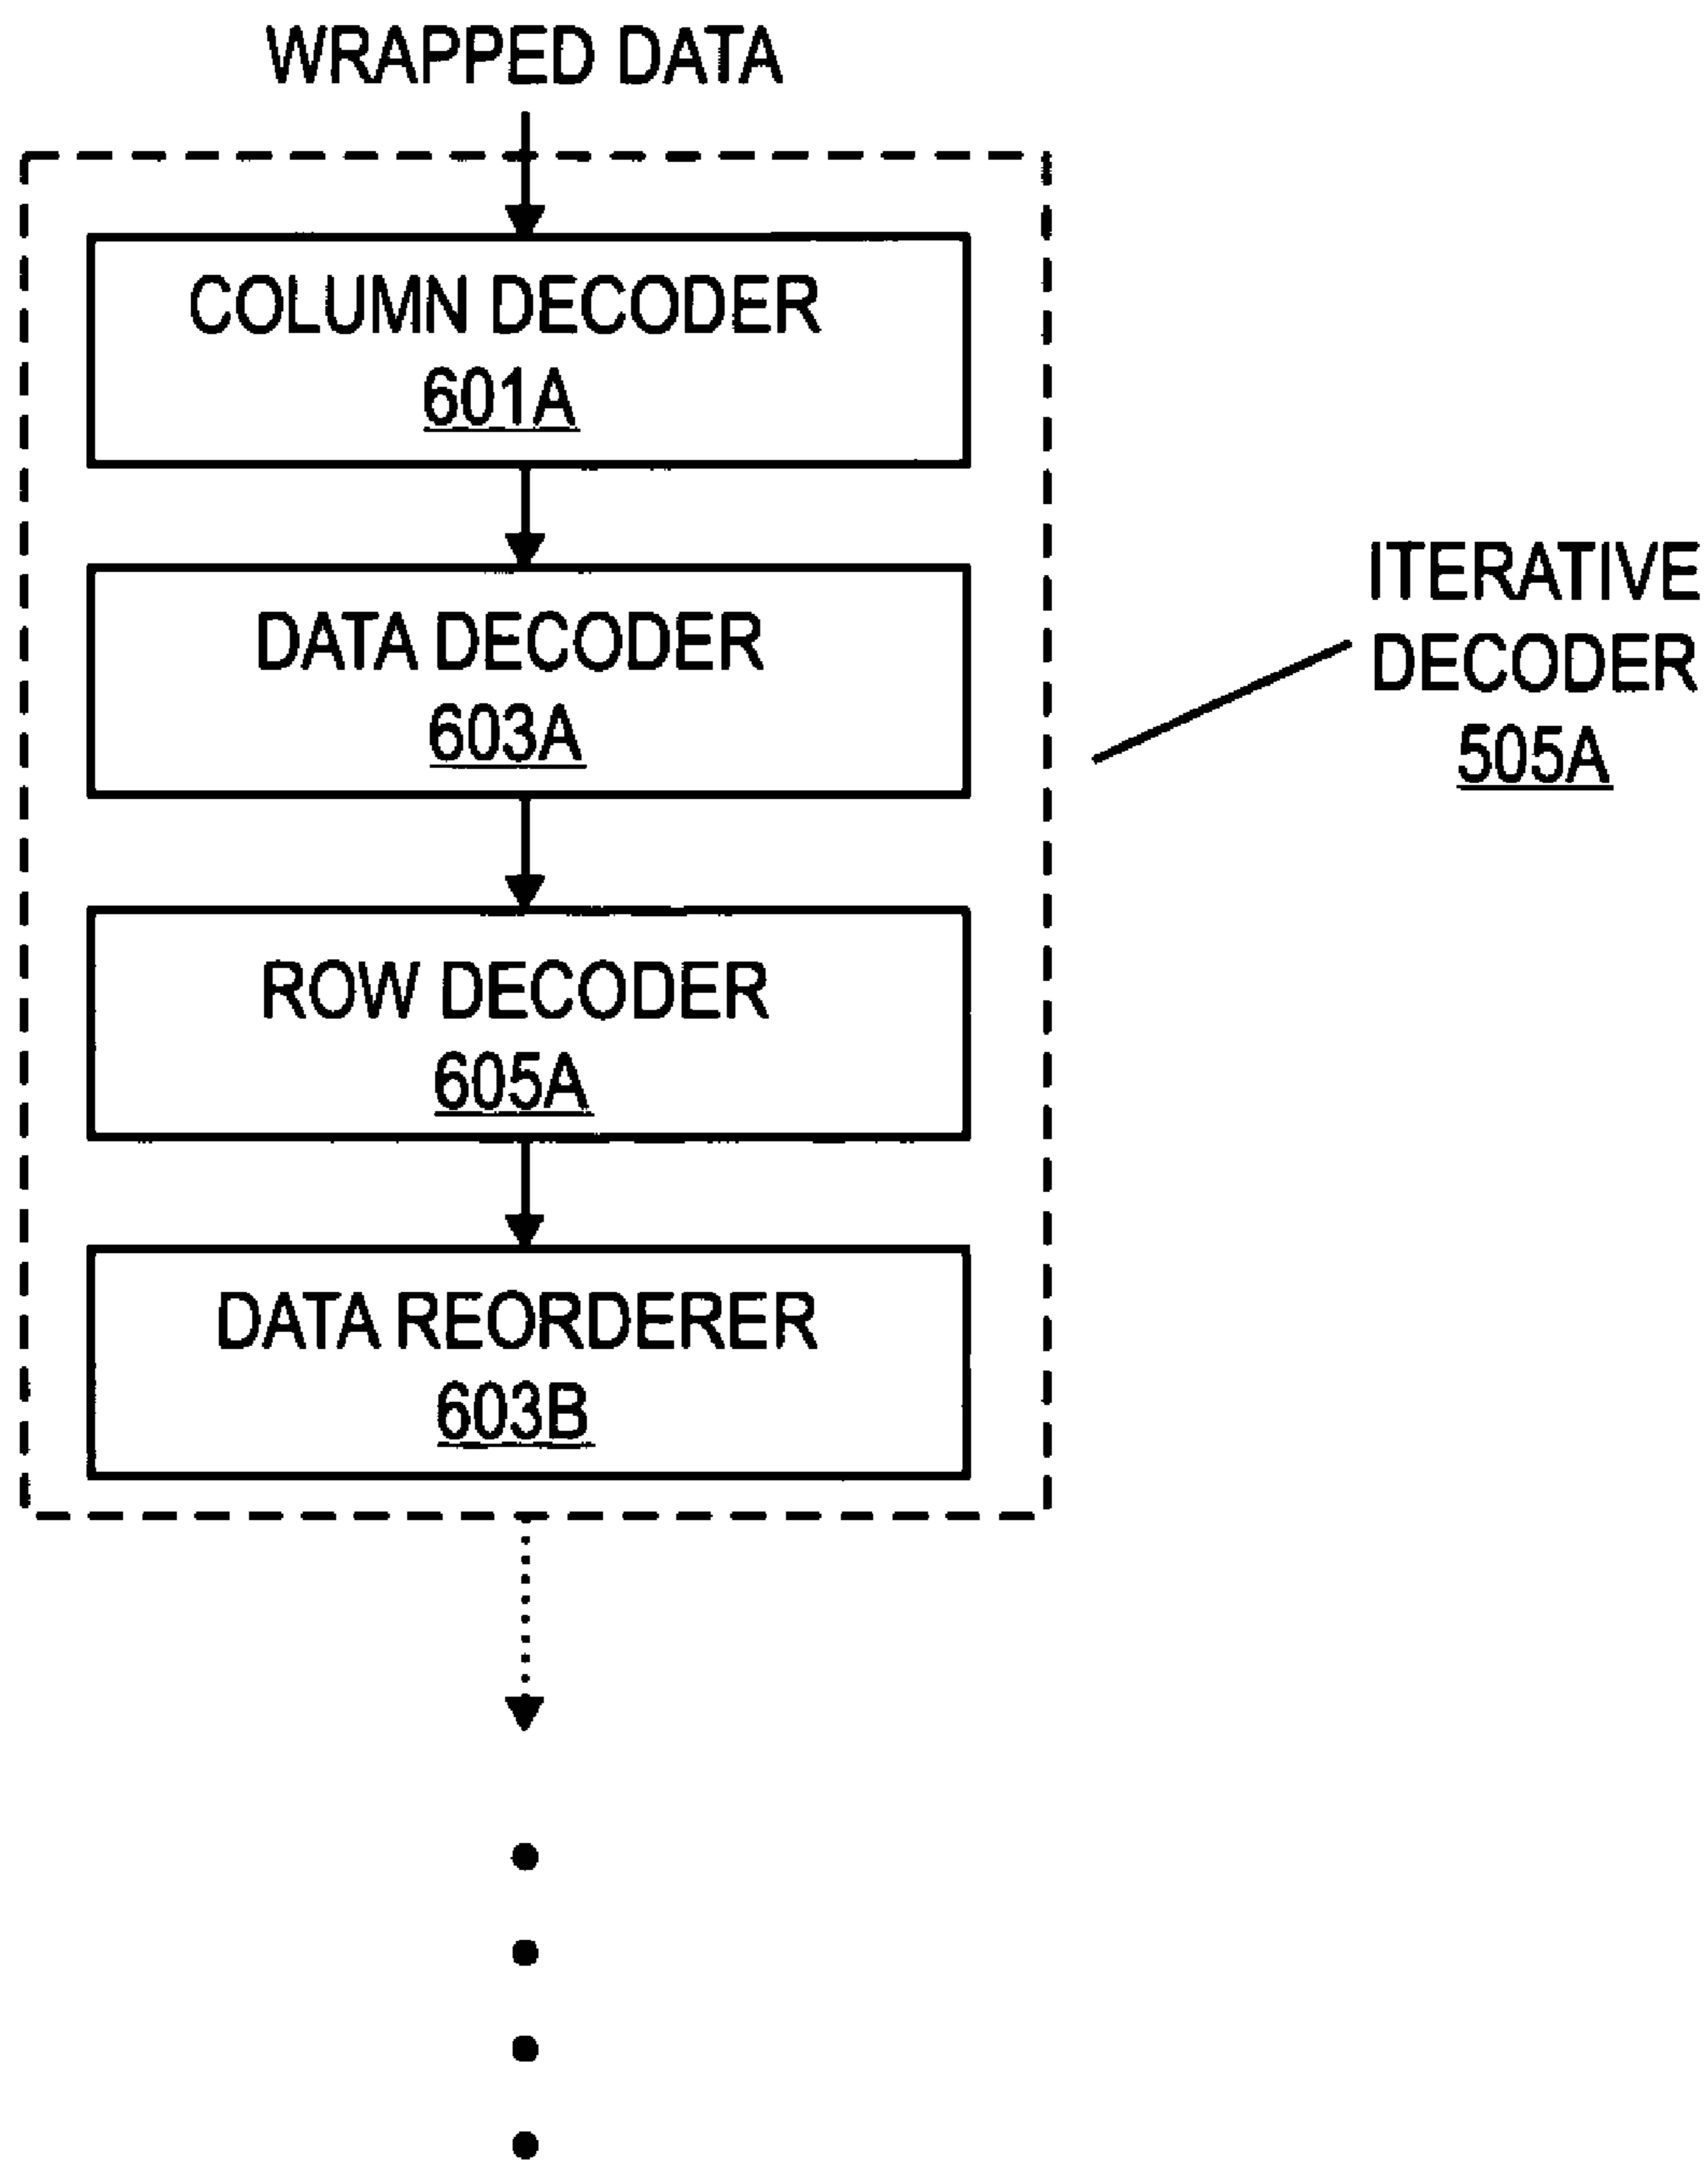 WRAPPED DATA
COLUMN DECODER
601A
DATA DECODER
603A
ROW DECODER
605A
DATA REORDERER
603B
ITERATIVE
DECODER
505A